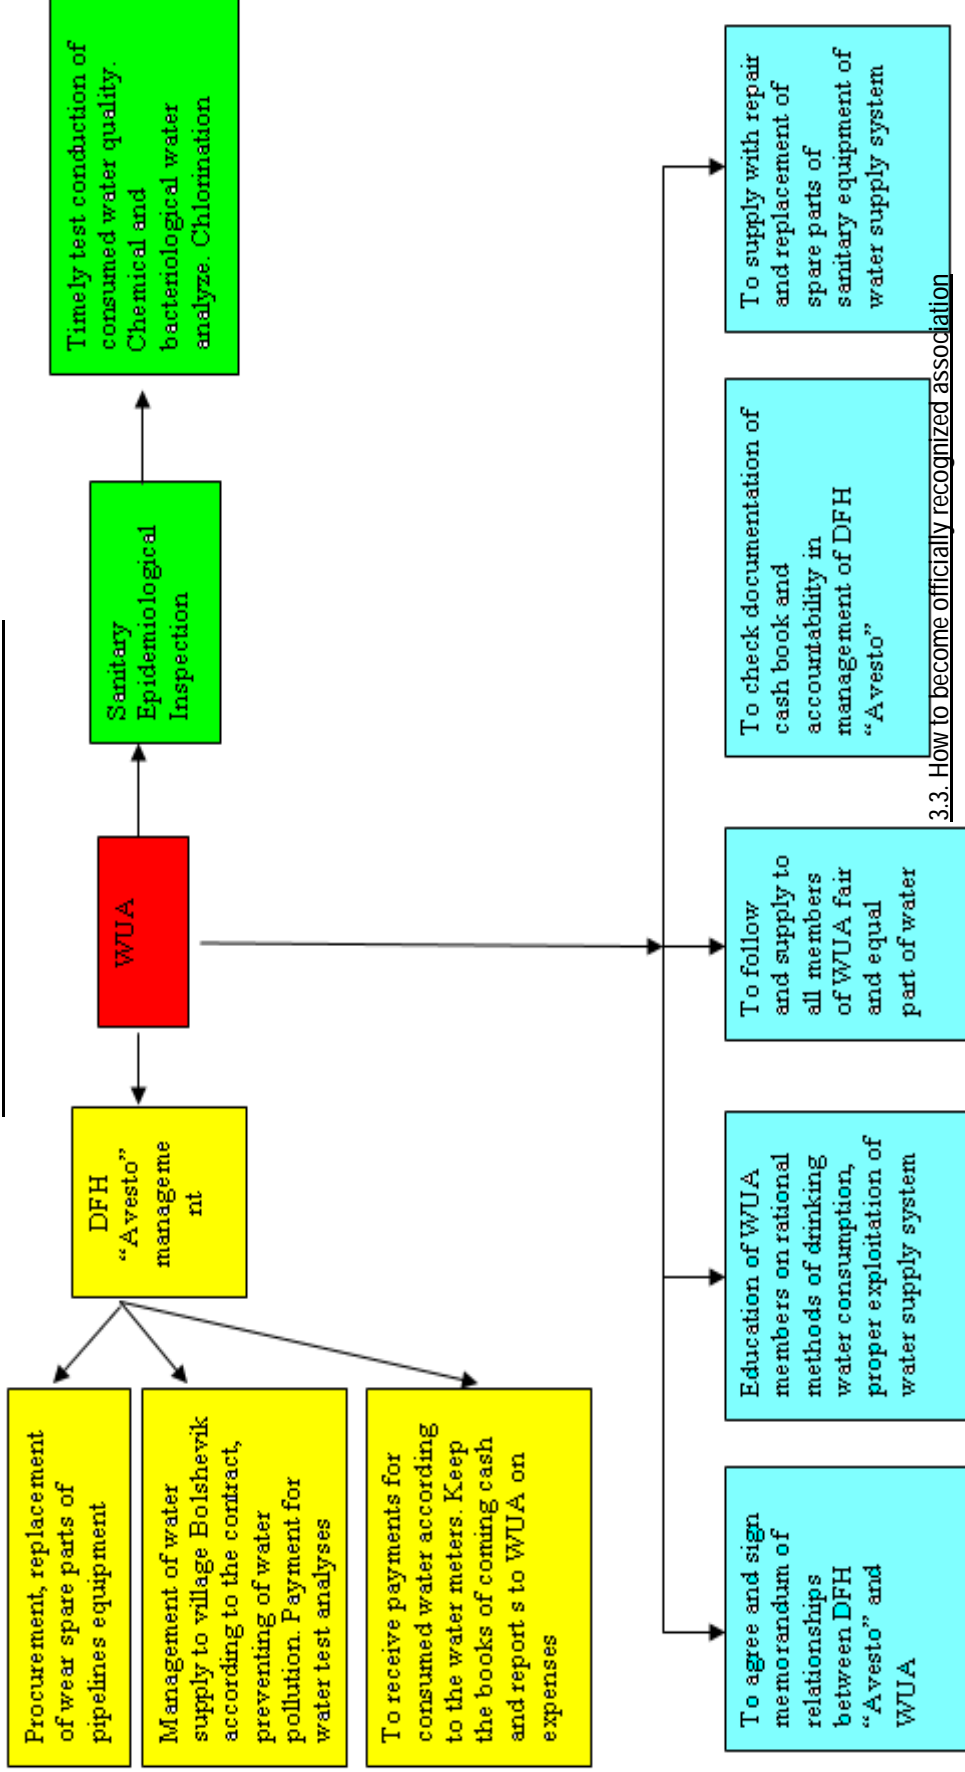 Procurement, replacement
of wear spare parts of
pipelines equipment
Management of water
supply to village Bolshevik
according to the contract,
preventing of water
pollution. Payment for
water test analyses
To receive payments for
consumed water according
to the water meters. Keep
the books of coming cash
and report s to WUA on
expenses
DFH
“Avesto”
manageme
nt
WUA
Sanitary
Epidemiological
Inspection
Timely test conduction of
consumed water quality.
Chemical and
bacteriological water
analyze. Chlorination
To agree and sign
memorandum of
relationships
between DFH
“Avesto” and
WUA
Education of WUA
members on rational
methods of drinking
water consumption,
proper exploitation of
water supply system
To follow
and supply to
all members
of WUA fair
and equal
part of water
To check documentation of
cash book and
accountability in
management of DFH
“Avesto”
To supply with repair
and replacement of
spare parts of
sanitary equipment of
water supply system
3.3. How to become officially recognized association